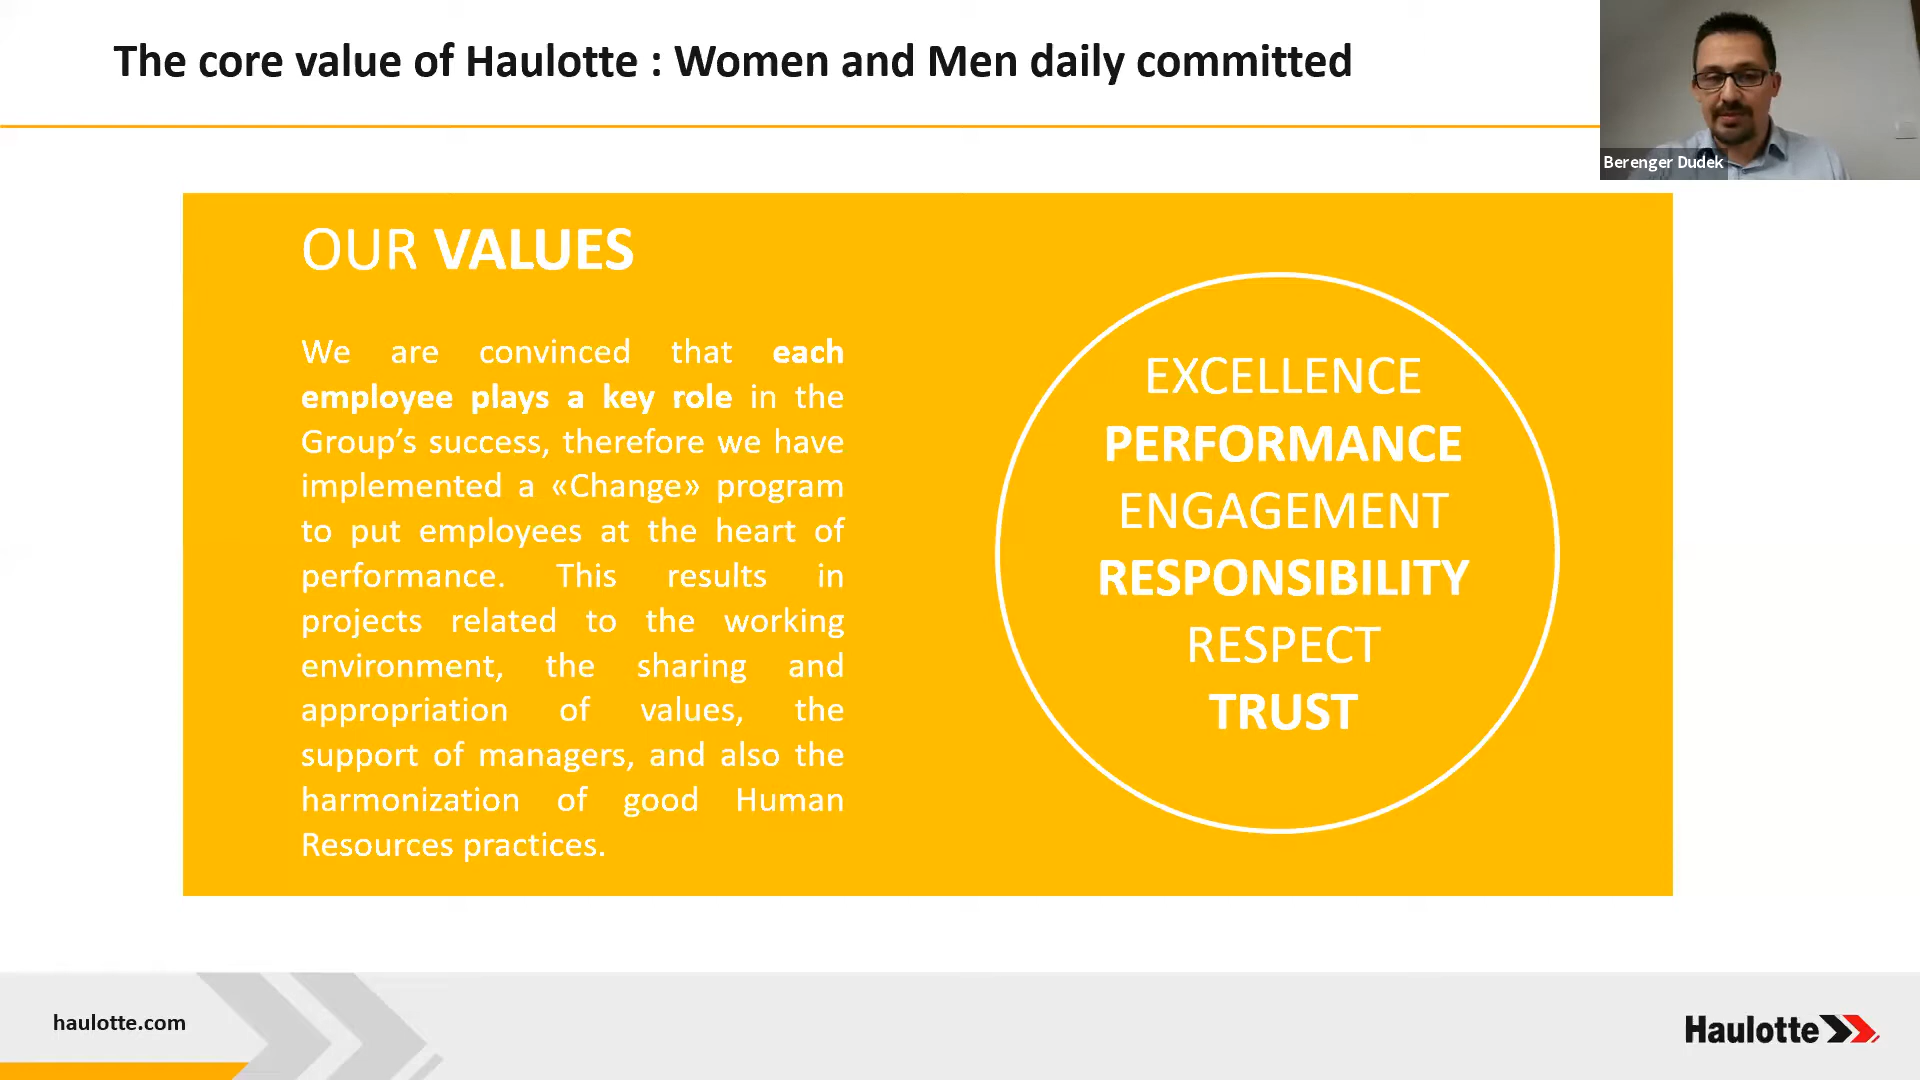 The core value of Haulotte : Women and Men daily committed
Berenger Dudek
OUR VALUES
We are convinced that each
employee plays a key role in the
Group’s success, therefore we have
implemented a «Change» program
to put employees at the heart of
performance. This results in
projects related to the working
environment, the sharing and
appropriation of values, the
support of managers, and also the
harmonization of good Human
Resources practices.
EXCELLENCE
PERFORMANCE
ENGAGEMENT
RESPONSIBILITY
RESPECT
TRUST
haulotte.com
Haulotte